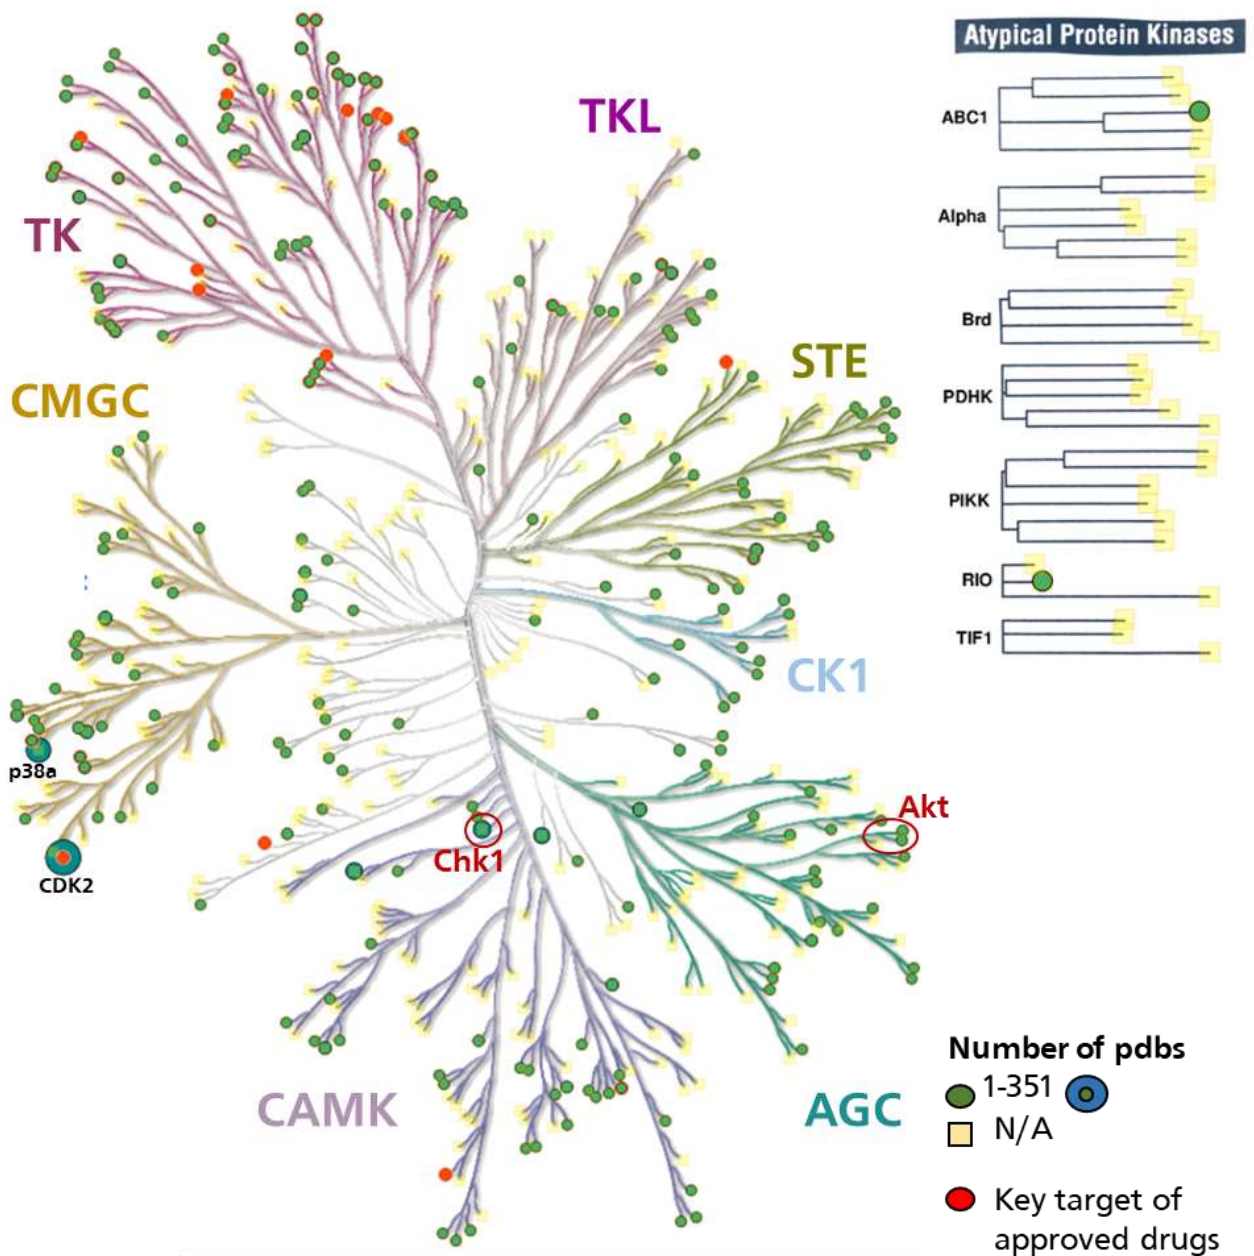 Atypical Protein Kinases
ABC1
Alpha
Brd
PDHK
PIKK
RIO
TIF1
TKL
TK
STE
CMGC
CK1
p38a
CDK2
Chk1
Akt
CAMK
AGC
Number of pdbs
1-351
N/A
Key target of
approved drugs